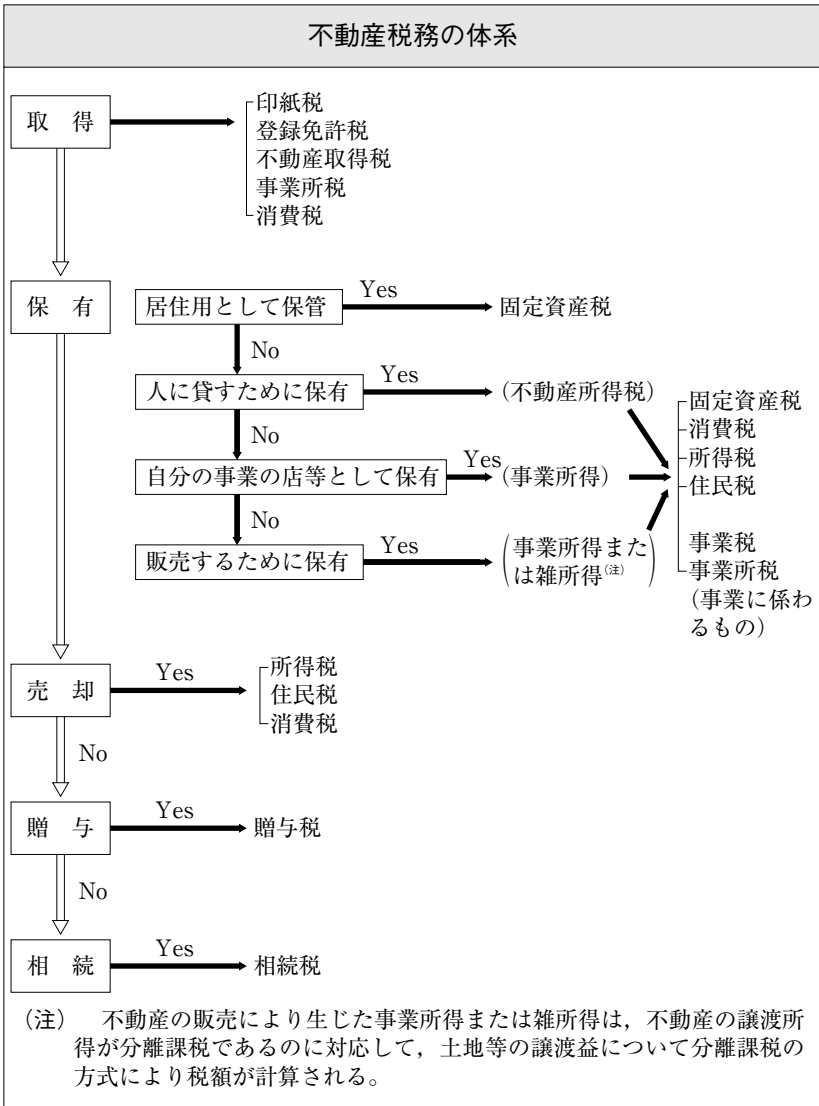 不動産税務の体系
取 得
印紙税
登録免許税
不動産取得税
事業所税
消費税
保 有
居住用として保管
Yes
固定資産税
No
人に貸すために保有
Yes
(不動産所得税)
No
自分の事業の店等として保有
Yes
(事業所得)
No
販売するために保有
Yes
(事業所得また
は雑所得(注))
固定資産税
消費税
所得税
住民税
事業税
事業所税
(事業に係わ
るもの)
売 却
Yes
所得税
住民税
消費税
No
贈 与
Yes
贈与税
No
相 続
Yes
相続税
(注) 不動産の販売により生じた事業所得または雑所得は，不動産の譲渡所
得が分離課税であるのに対応して，土地等の譲渡益について分離課税の
方式により税額が計算される。